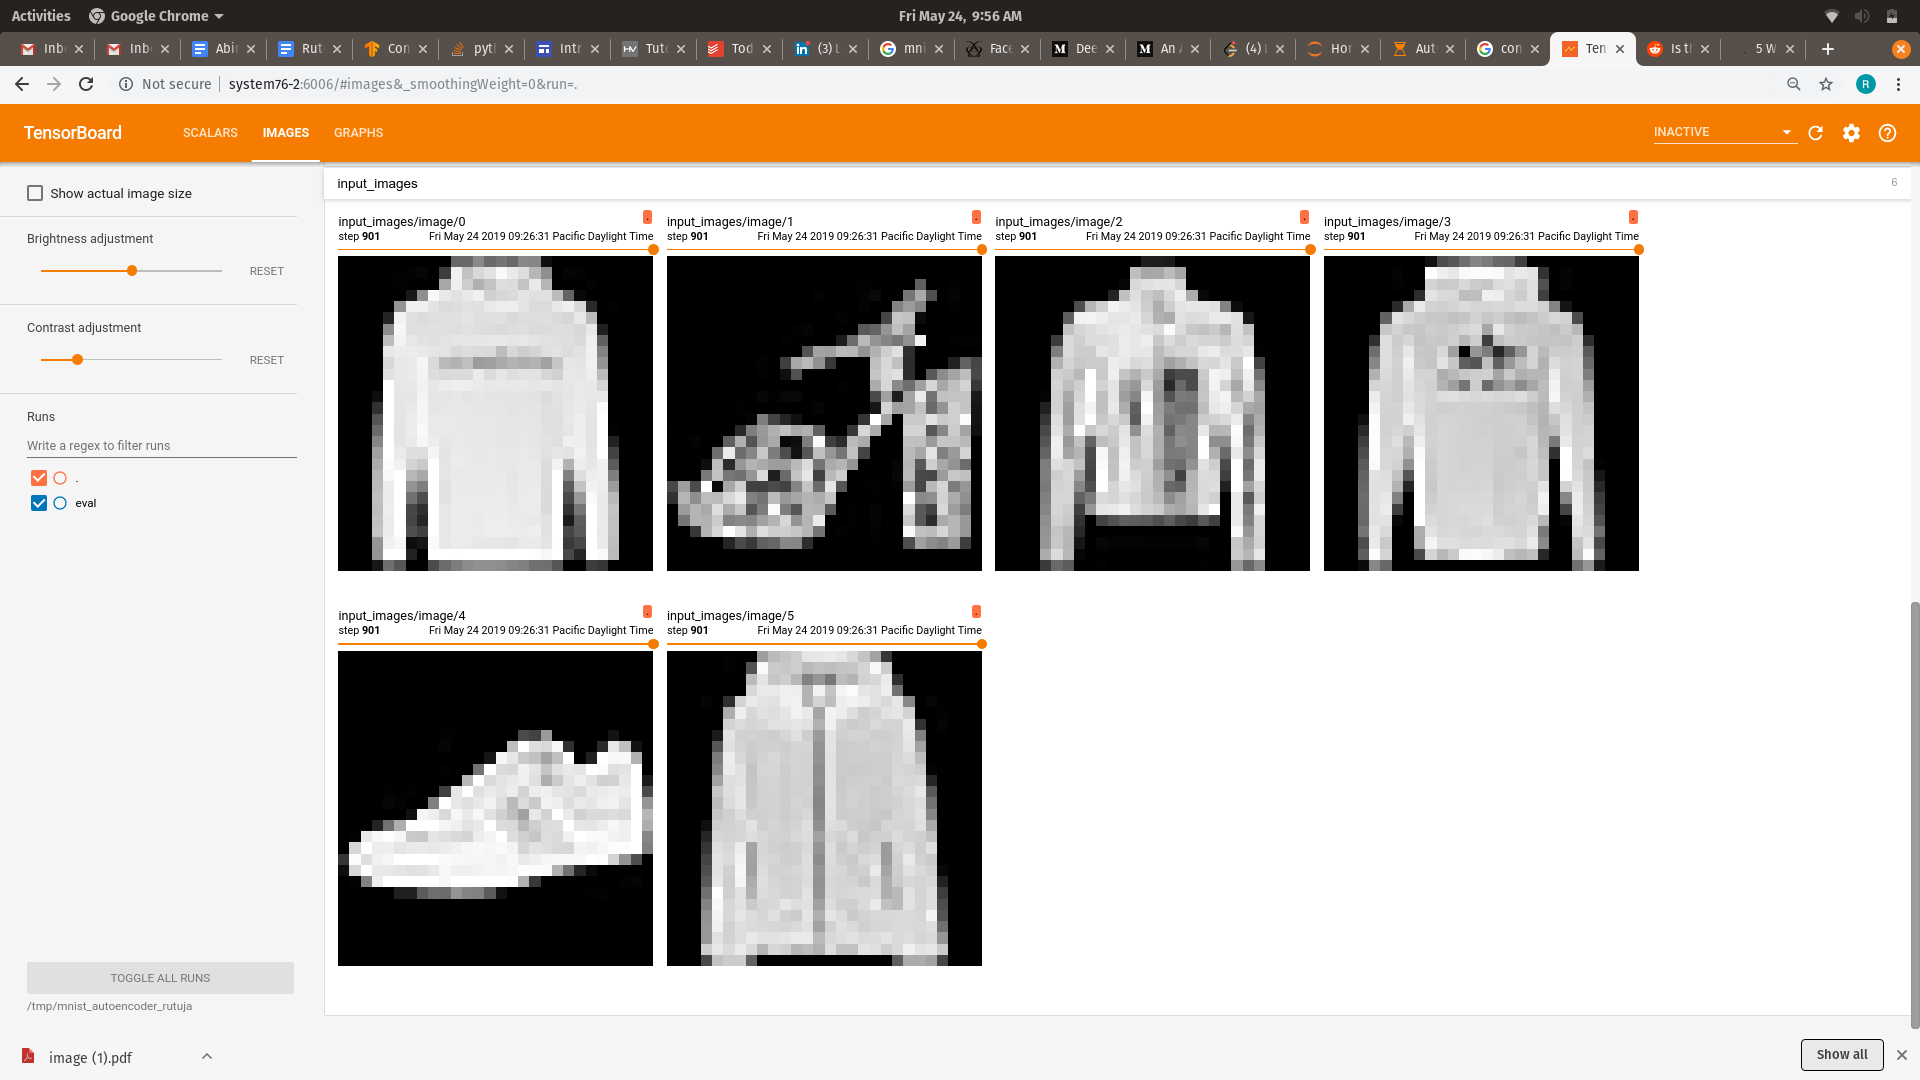 Activities Google Chrome Fri May 24, 9:56 AM
Inb Inb Abi Rut Con pyt Intr Tut Tod (3) L mni Face Dee An (4) Hor Aut con Ten Is t 5 W
Not secure system76-2:6006/#images&_smoothingWeight=0&run=. R
TensorBoard SCALARS IMAGES GRAPHS INACTIVE
Show actual image size
Brightness adjustment
RESET
Contrast adjustment
RESET
Runs
Write a regex to filter runs
.
eval
TOGGLE ALL RUNS
/tmp/mnist_autoencoder_rutuja
input_images 6
input_images/image/0
step 901 Fri May 24 2019 09:26:31 Pacific Daylight Time
input_images/image/1
step 901 Fri May 24 2019 09:26:31 Pacific Daylight Time
input_images/image/2
step 901 Fri May 24 2019 09:26:31 Pacific Daylight Time
input_images/image/3
step 901 Fri May 24 2019 09:26:31 Pacific Daylight Time
input_images/image/4
step 901 Fri May 24 2019 09:26:31 Pacific Daylight Time
input_images/image/5
step 901 Fri May 24 2019 09:26:31 Pacific Daylight Time
image (1).pdf Show all